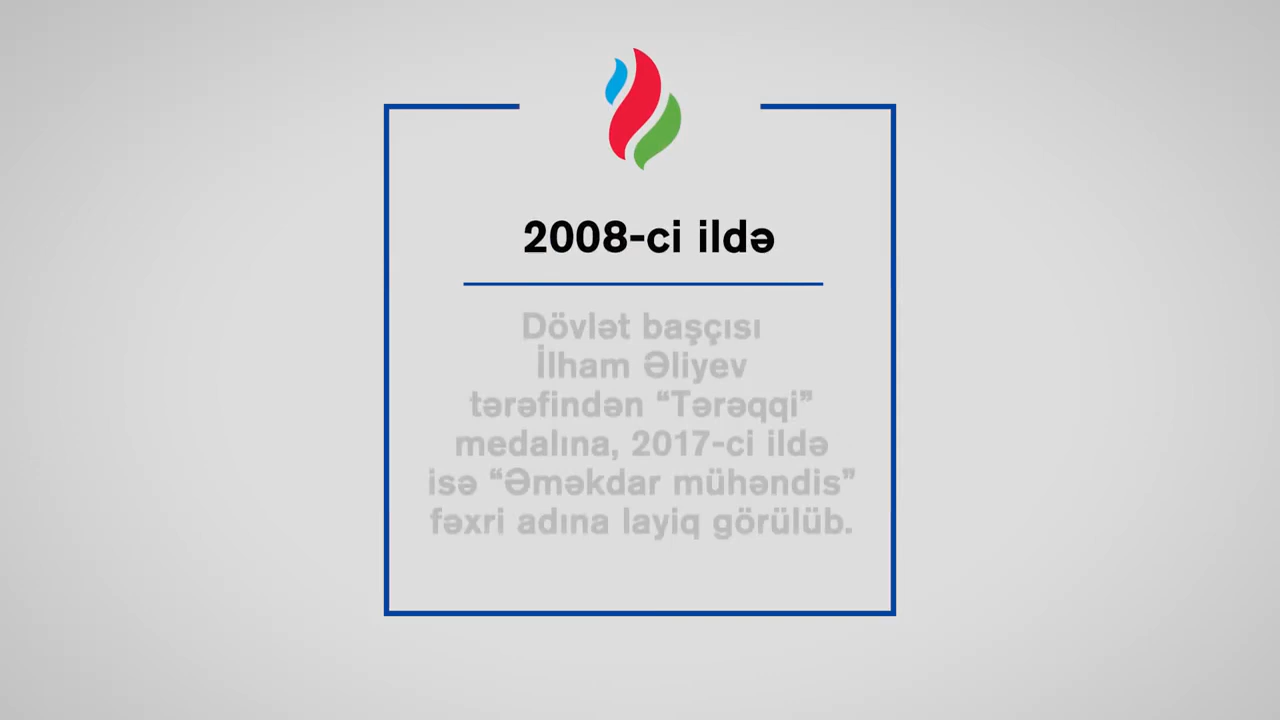 2008-ci ildə
Dövlət başçısı
İlham Əliyev
tərəfindən “Tərəqqi”
medalına, 2017-ci ildə
isə “Əməkdar mühəndis”
fəxri adına layiq görülüb.